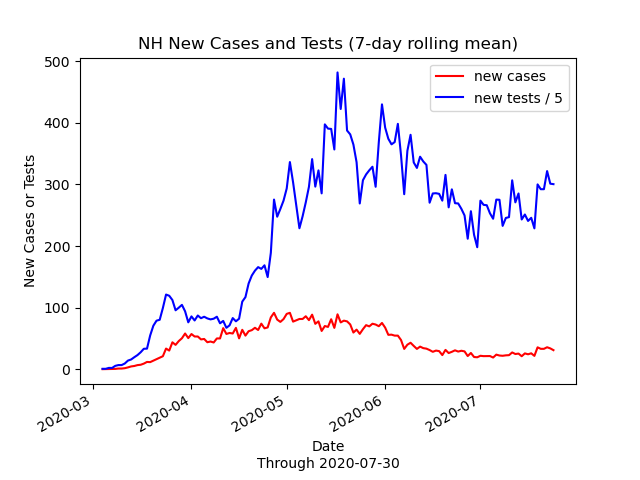 NH New Cases and Tests (7-day rolling mean)
new cases
new tests / 5
500
400
300
200
100
0
New Cases or Tests
2020-03
2020-04
2020-05
2020-06
2020-07
Date
Through 2020-07-30